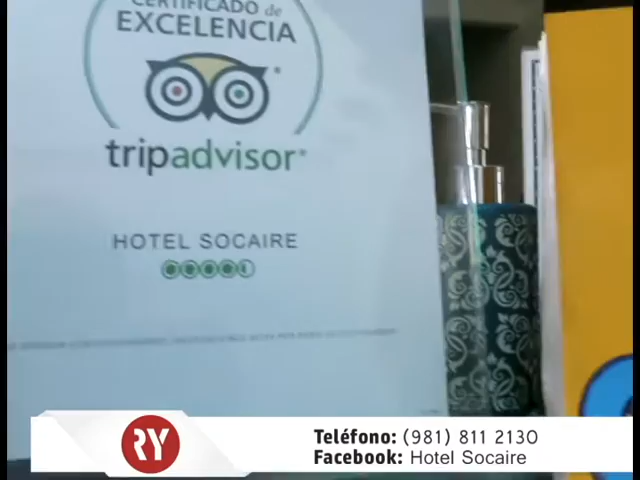 CERTIFICADO de
EXCELENCIA
tripadvisor®
HOTEL SOCAIRE
RY
Teléfono: (981) 811 2130
Facebook: Hotel Socaire